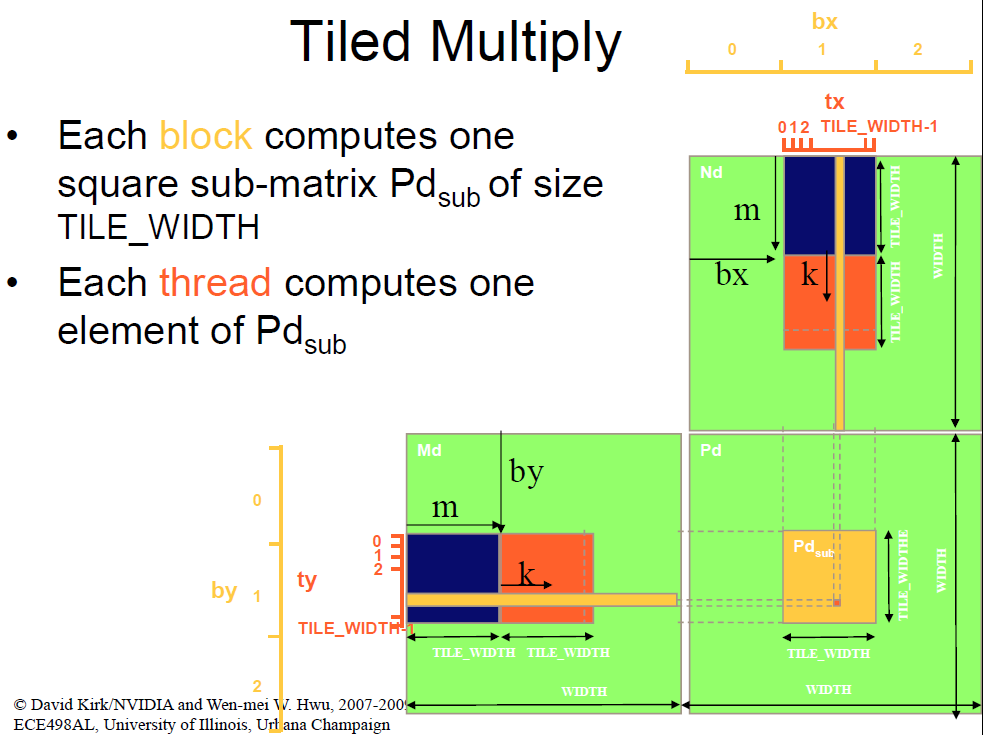 Tiled Multiply
• Each block computes one
square sub-matrix Pdsub of size
TILE_WIDTH
• Each thread computes one
element of Pdsub
bx
0 1 2
tx
0 1 2 TILE_WIDTH-1
Nd
m
bx
k
TILE_WIDTH
TILE_WIDTH
WIDTH
Md
by
m
k
TILE_WIDTH TILE_WIDTH
WIDTH
Pd
Pdsub
TILE_WIDTHE
WIDTH
TILE_WIDTH
WIDTH
by
0
1
2
ty
0
1
2
TILE_WIDTH-1
© David Kirk/NVIDIA and Wen-mei W. Hwu, 2007-2009
ECE498AL, University of Illinois, Urbana Champaign